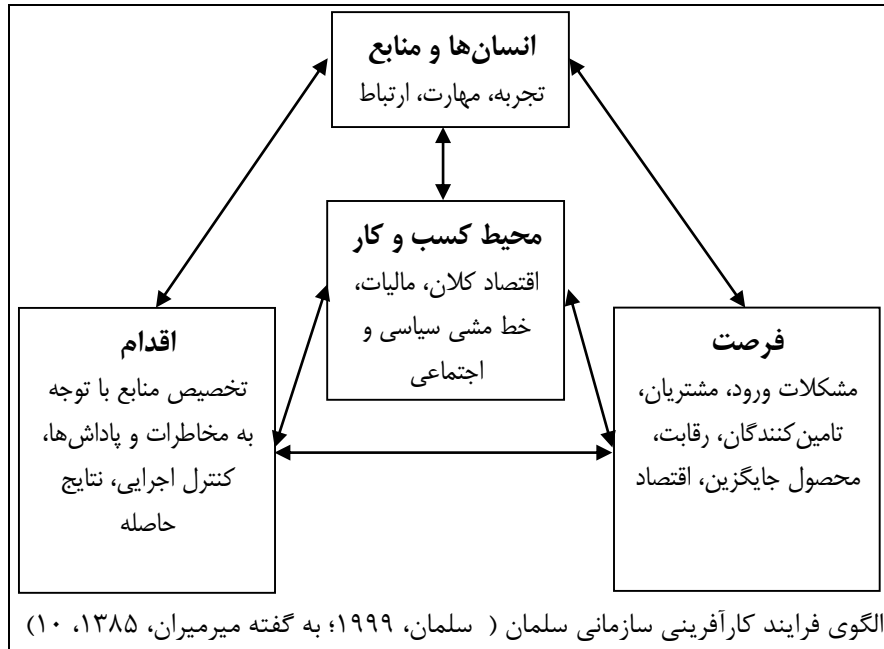 انسان‌ها و منابع
تجربه، مهارت، ارتباط
محیط کسب و کار
اقتصاد کلان، مالیات،
خط مشی سیاسی و
اجتماعی
فرصت
مشکلات ورود، مشتریان،
تامین‌کنندگان، رقابت،
محصول جایگزین، اقتصاد
اقدام
تخصیص منابع با توجه
به مخاطرات و پاداش‌ها،
کنترل اجرایی، نتایج
حاصله
الگوی فرایند کارآفرینی سازمانی سلمان ( سلمان، ۱۹۹۹؛ به گفته میرمیران، ۱۳۸۵، ۱۰)